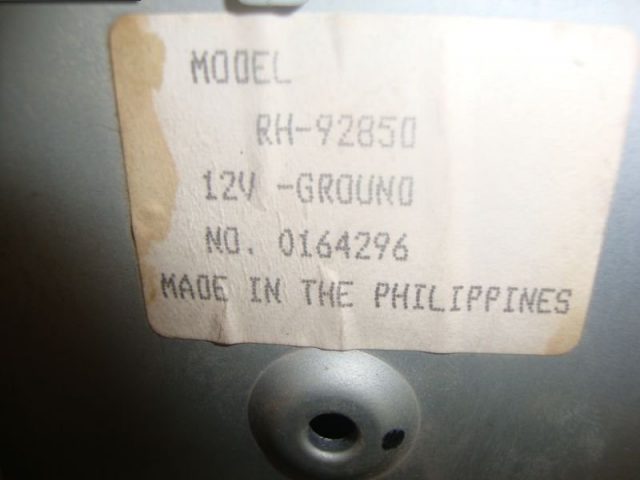 MODEL
RH-92850
12V -GROUND
NO. 0164296
MADE IN THE PHILIPPINES